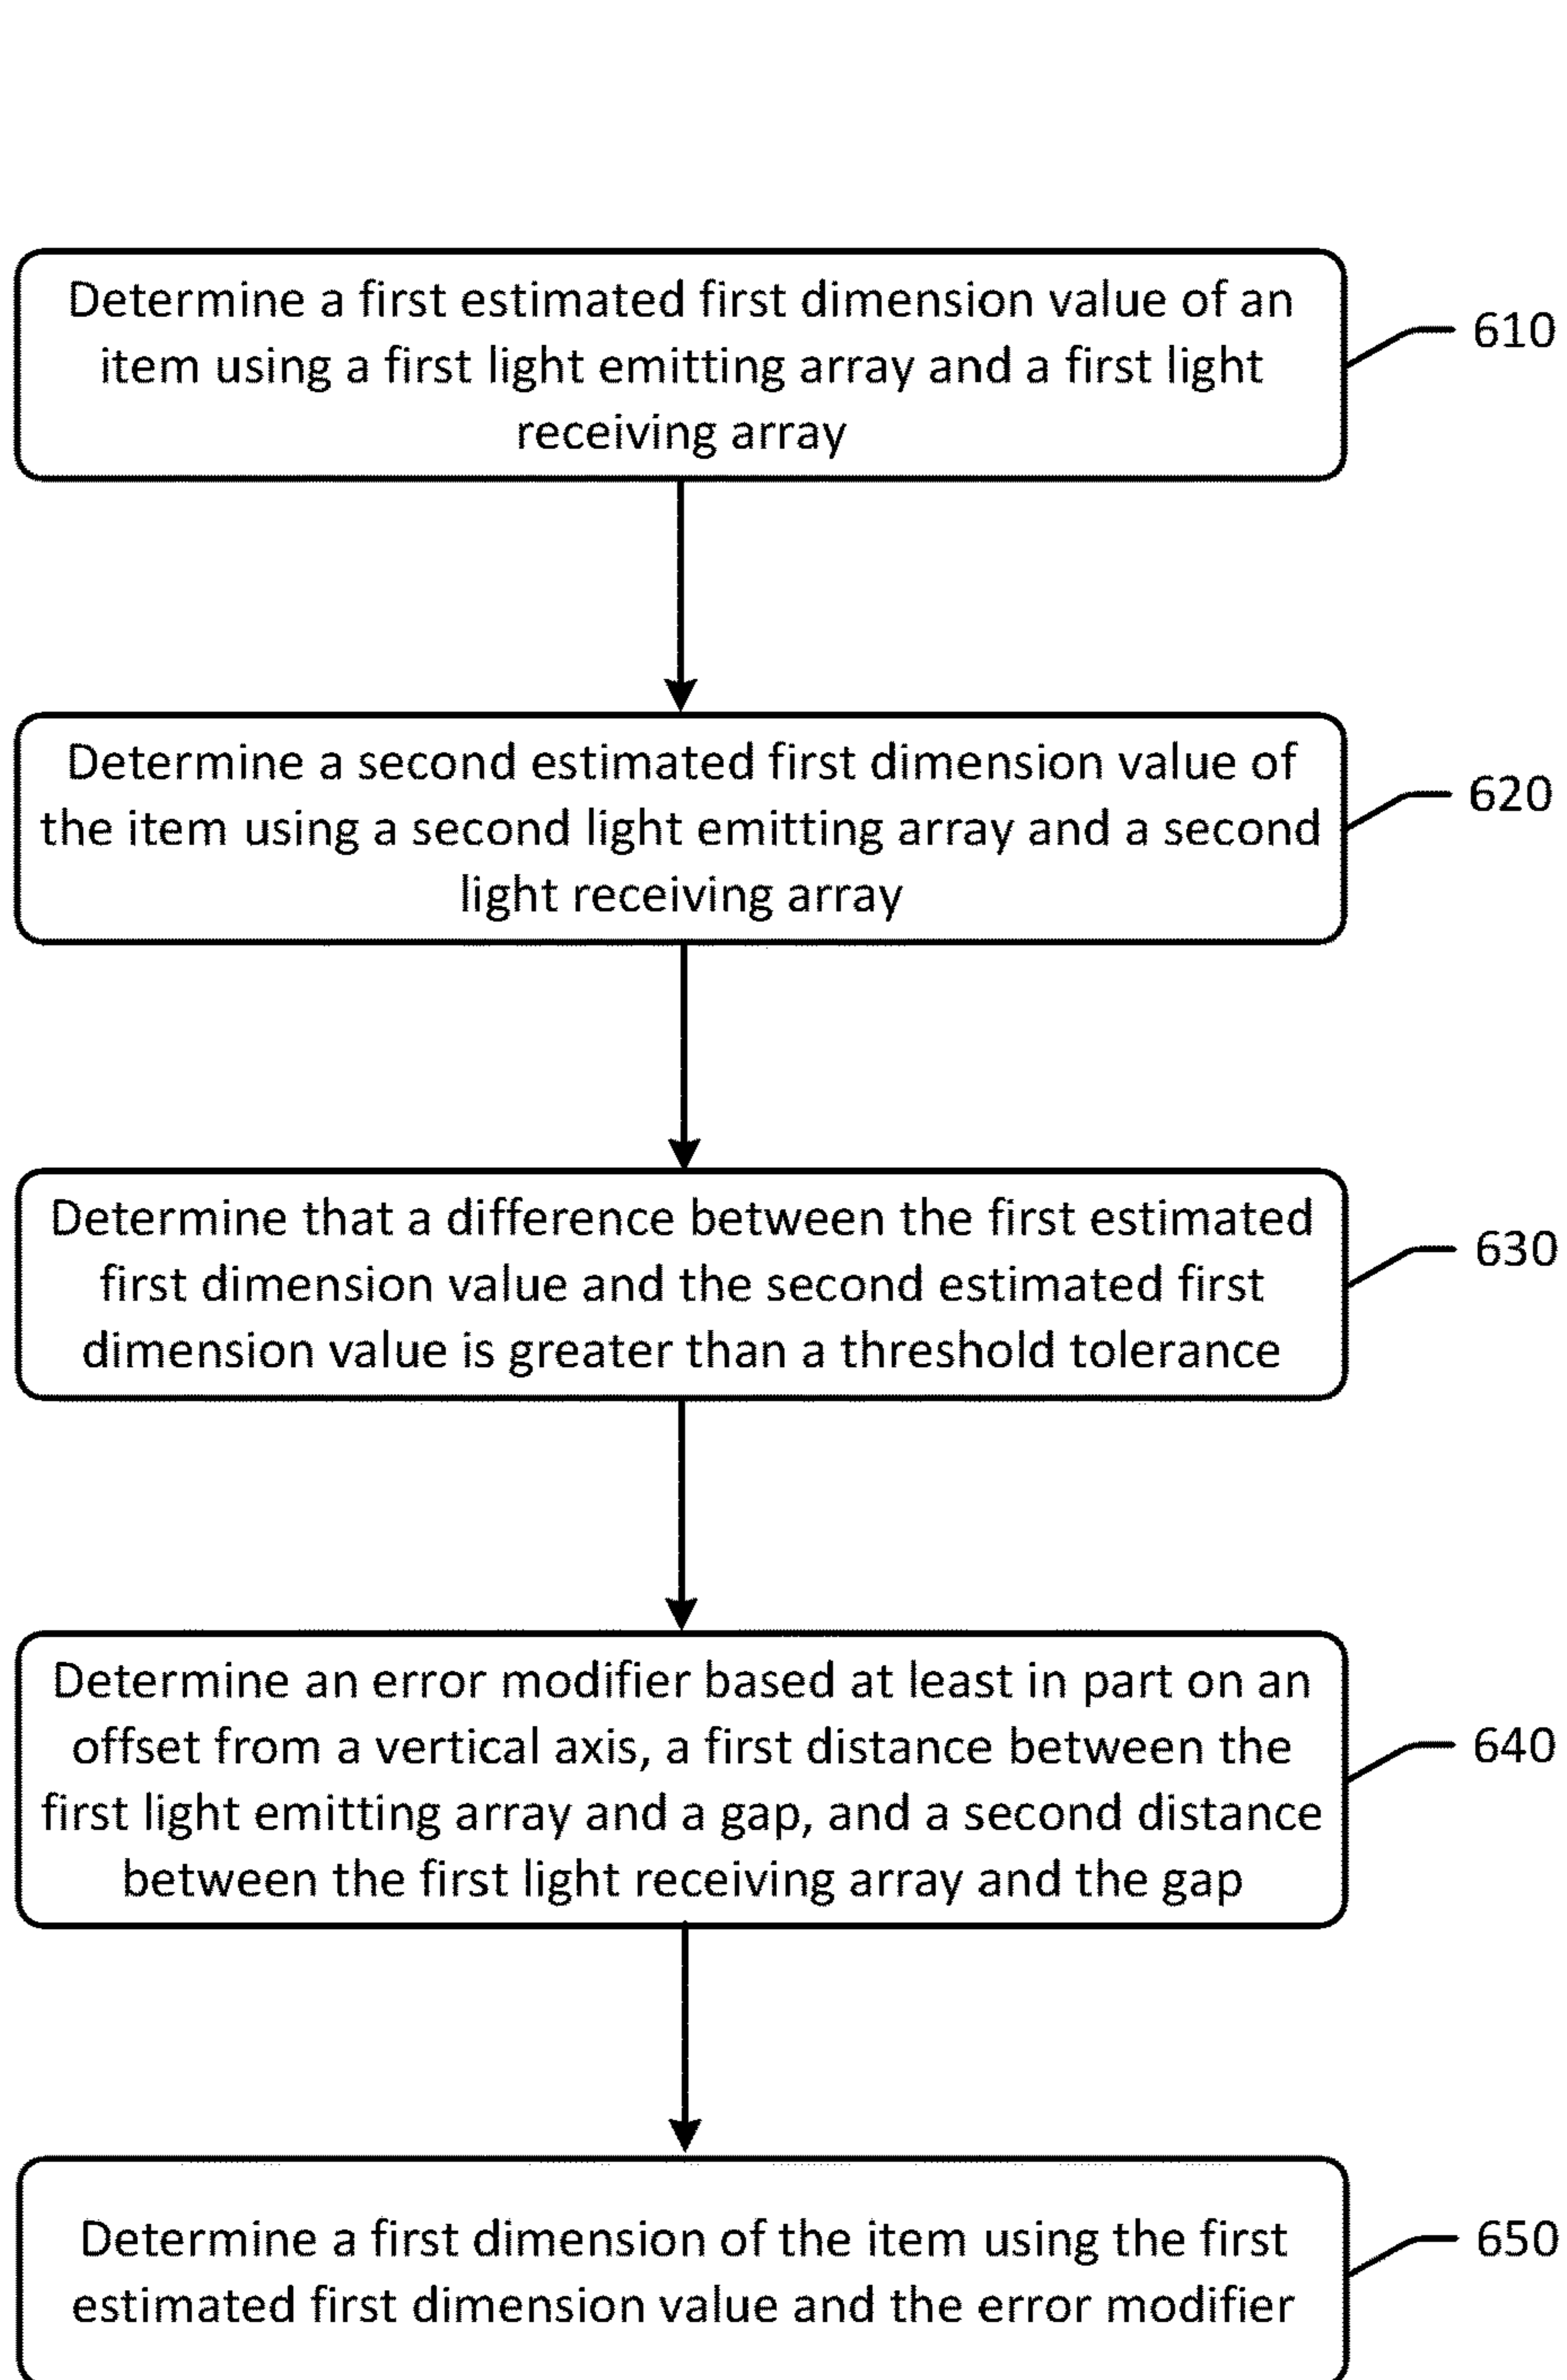 Determine a first estimated first dimension value of an
item using a first light emitting array and a first light
receiving array
610
Determine a second estimated first dimension value of
the item using a second light emitting array and a second
light receiving array
620
Determine that a difference between the first estimated
first dimension value and the second estimated first
dimension value is greater than a threshold tolerance
630
Determine an error modifier based at least in part on an
offset from a vertical axis, a first distance between the
first light emitting array and a gap, and a second distance
between the first light receiving array and the gap
640
Determine a first dimension of the item using the first
estimated first dimension value and the error modifier
650